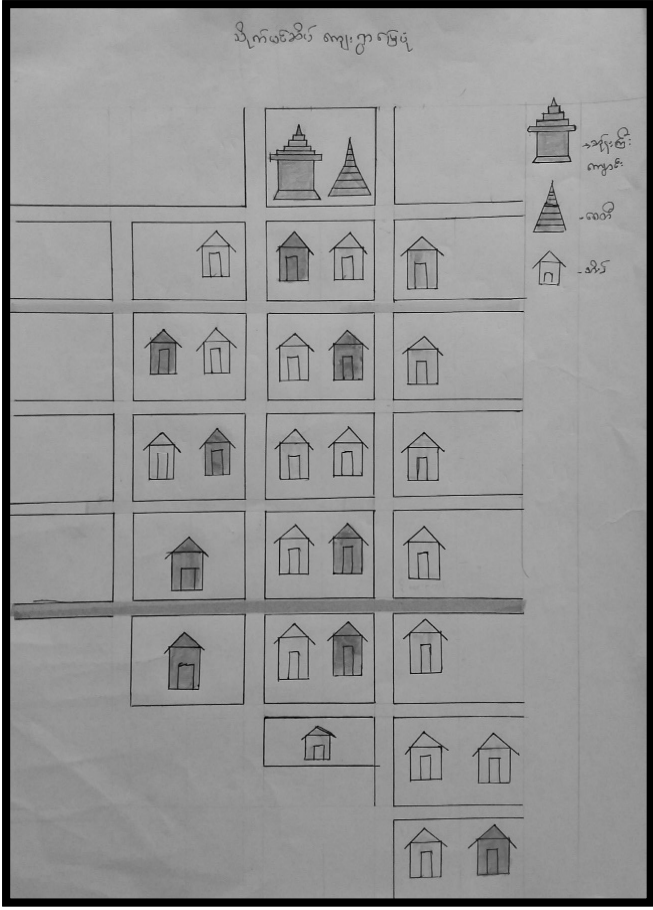 ကျေးရွာ မြေပုံ
ဘုန်းကြီး
ကျောင်း
- စေတီ
- အိမ်